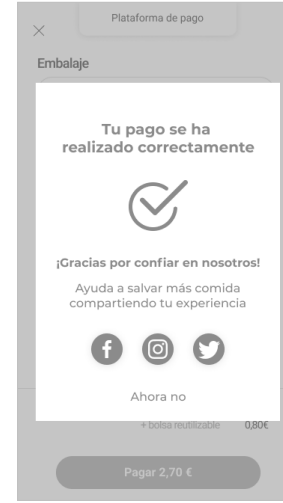 Plataforma de pago
Embalaje
Tu pago se ha
realizado correctamente
¡Gracias por confiar en nosotros!
Ayuda a salvar más comida
compartiendo tu experiencia
Ahora no
+ bolsa reutilizable 0,80€
Pagar 2,70 €